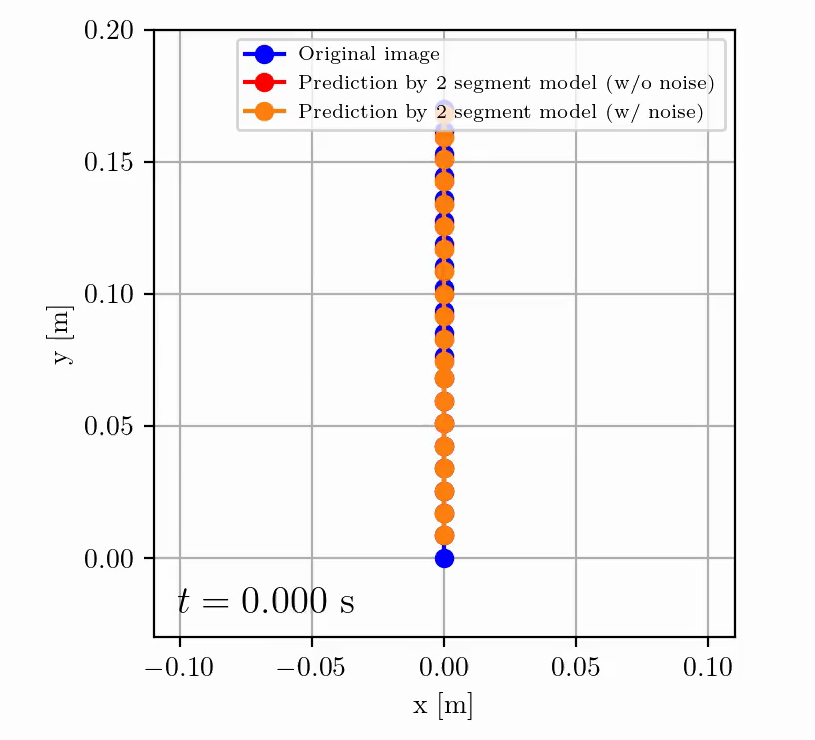 0.20
Original image
Prediction by 2 segment model (w/o noise)
Prediction by 2 segment model (w/ noise)
0.15
0.10
y [m]
0.05
0.00
t = 0.000 s
−0.10 −0.05 0.00 0.05 0.10
x [m]